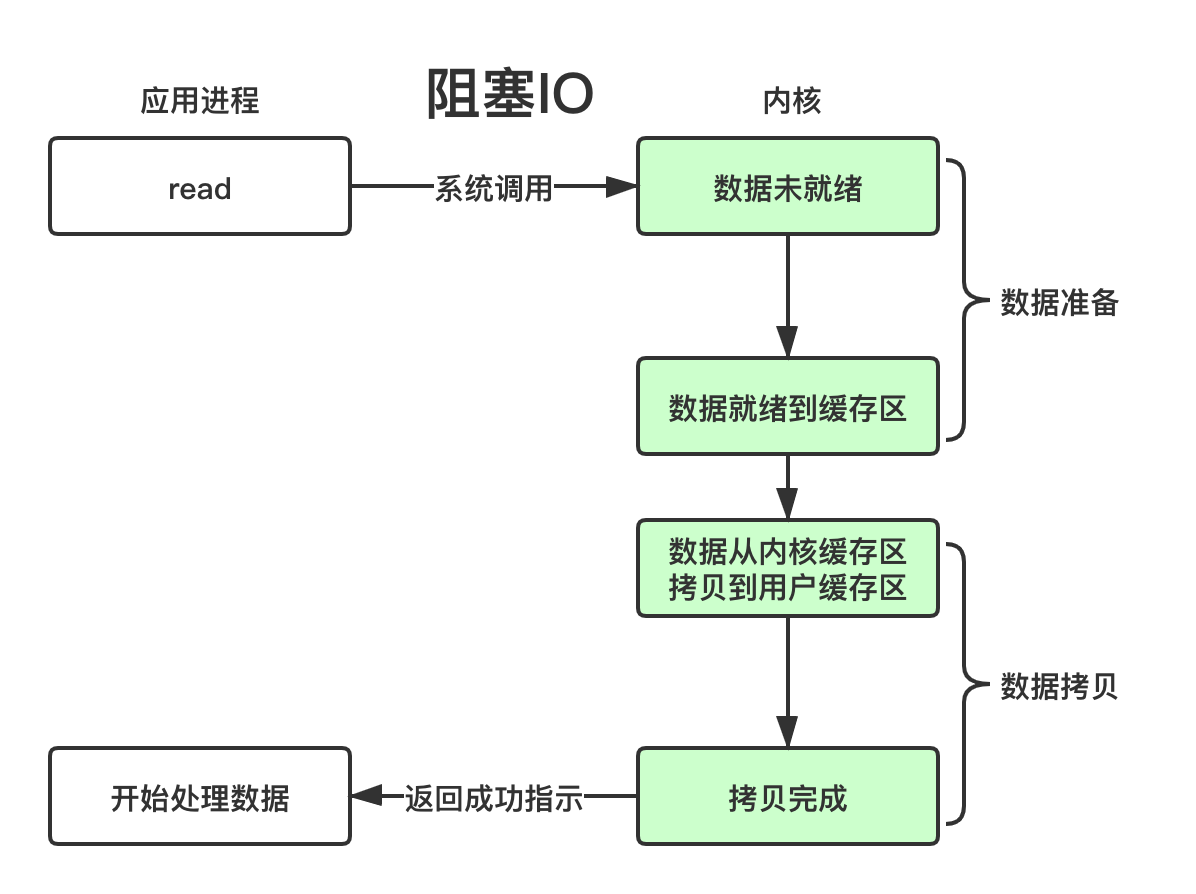 阻塞IO
应用进程
内核
read
系统调用
数据未就绪
数据准备
数据就绪到缓存区
数据从内核缓存区
拷贝到用户缓存区
数据拷贝
开始处理数据
返回成功指示
拷贝完成